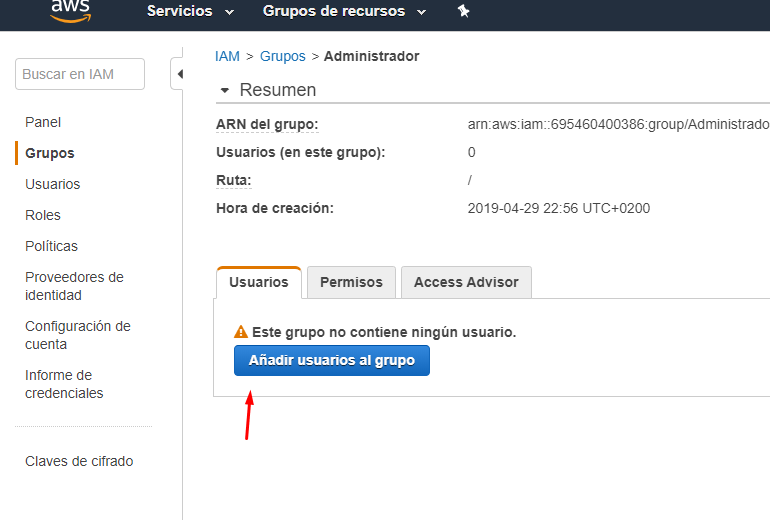 aws
Servicios
Grupos de recursos
Buscar en IAM
Panel
Grupos
Usuarios
Roles
Políticas
Proveedores de
identidad
Configuración de
cuenta
Informe de
credenciales
Claves de cifrado
IAM > Grupos > Administrador
Resumen
ARN del grupo: arn:aws:iam::695460400386:group/Administrado
Usuarios (en este grupo): 0
Ruta: /
Hora de creación: 2019-04-29 22:56 UTC+0200
Usuarios Permisos Access Advisor
Este grupo no contiene ningún usuario.
Añadir usuarios al grupo